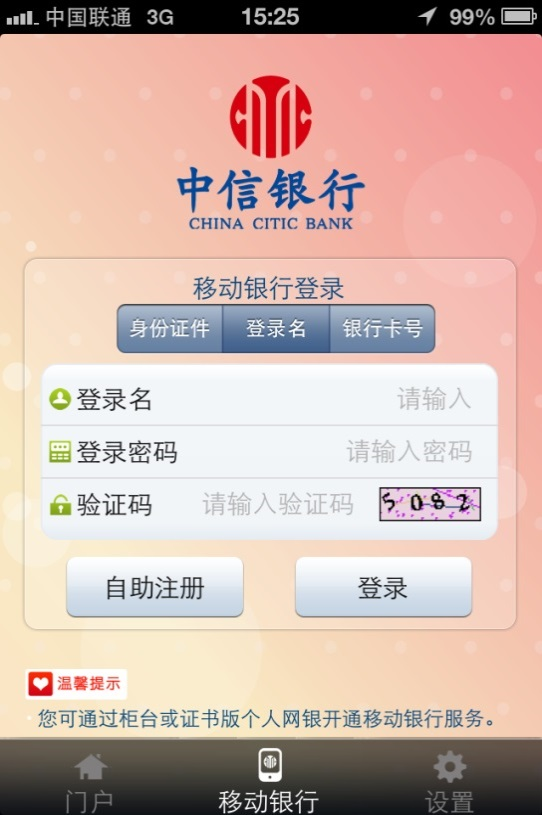 中国联通 3G 15:25 99%
中信银行
CHINA CITIC BANK
移动银行登录
身份证件 登录名 银行卡号
登录名 请输入
登录密码 请输入密码
验证码 请输入验证码 5082
自助注册 登录
温馨提示
您可通过柜台或证书版个人网银开通移动银行服务。
门户 移动银行 设置